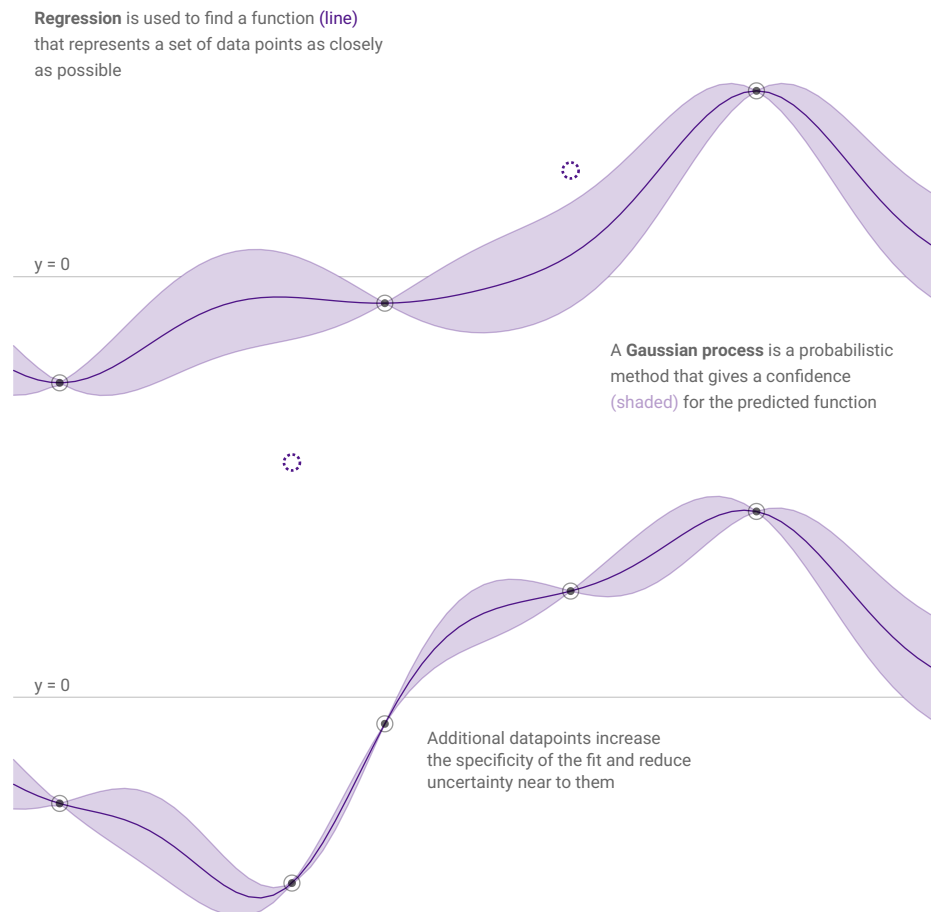 Regression is used to find a function (line)
that represents a set of data points as closely
as possible
y = 0
A Gaussian process is a probabilistic
method that gives a confidence
(shaded) for the predicted function
y = 0
Additional datapoints increase
the specificity of the fit and reduce
uncertainty near to them